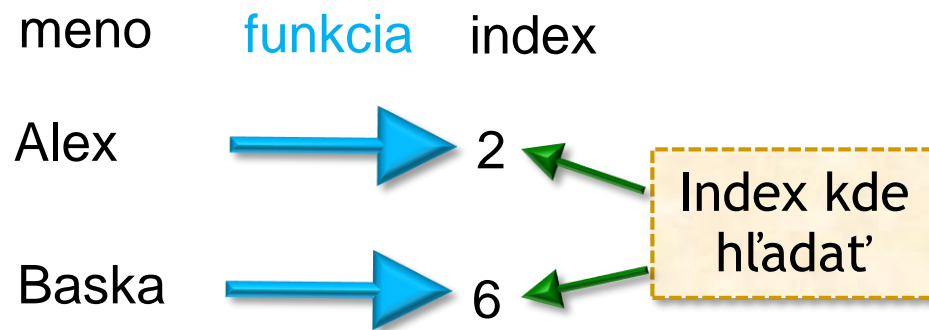 meno funkcia index
Alex 2
Index kde
hľadať
Baska 6